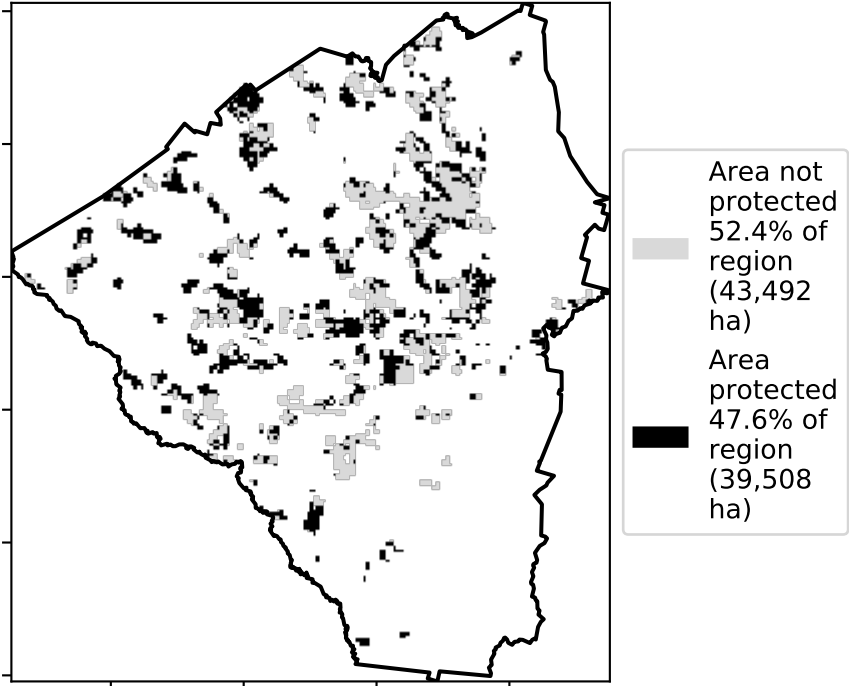 Area not
protected
52.4% of
region
(43,492
ha)
Area
protected
47.6% of
region
(39,508
ha)